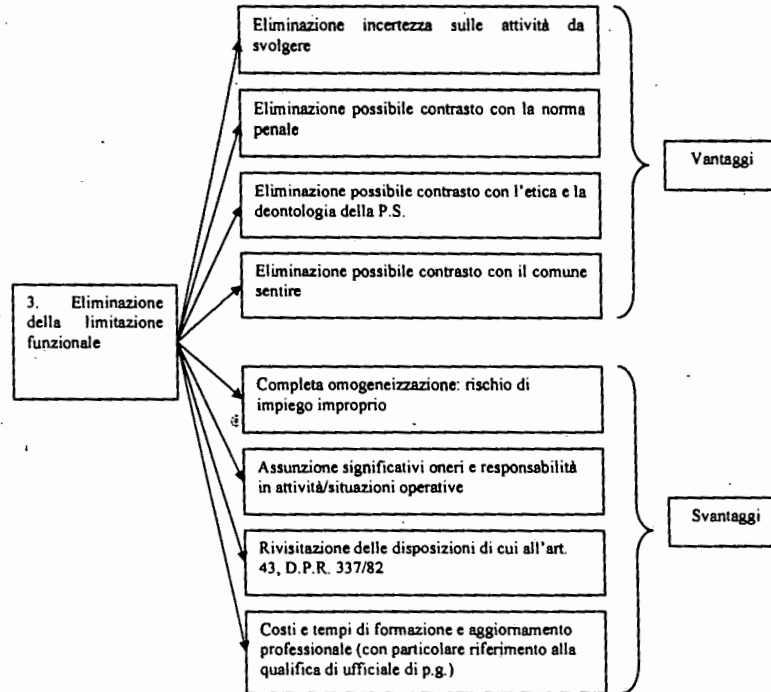 Eliminazione incertezza sulle attività da
svolgere
Eliminazione possibile contrasto con la norma
penale
Eliminazione possibile contrasto con l'etica e la
deontologia della P.S.
Eliminazione possibile contrasto con il comune
sentire
Vantaggi
3. Eliminazione
della limitazione
funzionale
Completa omogeneizzazione: rischio di
impiego improprio
Assunzione significativi oneri e responsabilità
in attività/situazioni operative
Rivisitazione delle disposizioni di cui all'art.
43, D.P.R. 337/82
Costi e tempi di formazione e aggiornamento
professionale (con particolare riferimento alla
qualifica di ufficiale di p.g.)
Svantaggi